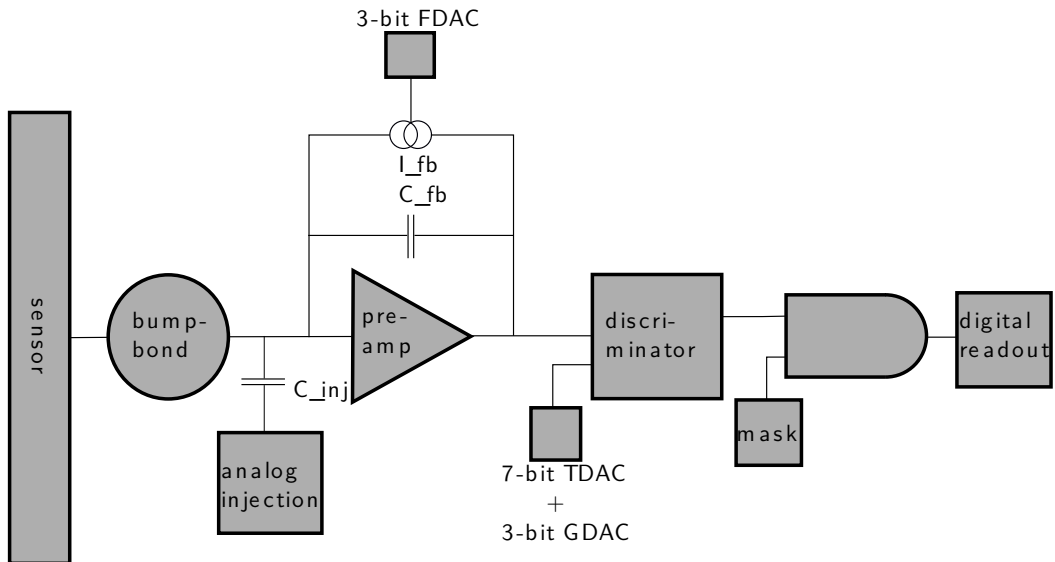 3-bit FDAC
I_fb
C_fb
sensor
bump-
bond
pre-
amp
C_inj
analog
injection
discri-
minator
7-bit TDAC
+
3-bit GDAC
mask
digital
readout